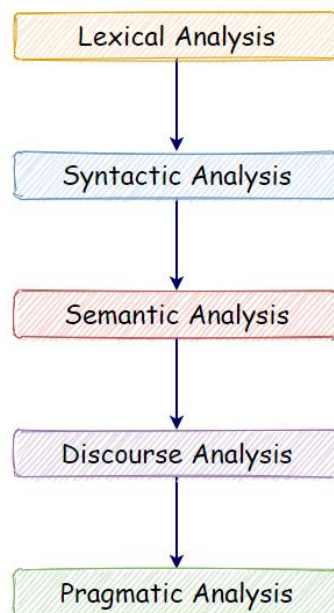 Lexical Analysis
Syntactic Analysis
Semantic Analysis
Discourse Analysis
Pragmatic Analysis